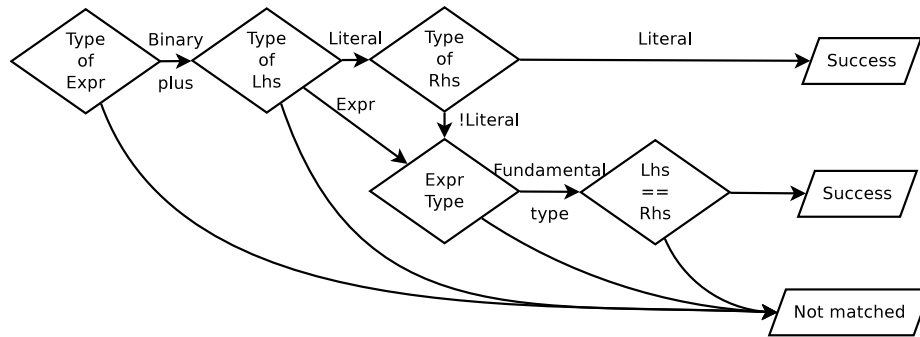 Type
of
Expr
Binary
plus
Type
of
Lhs
Literal
Type
of
Rhs
Literal
Success
Expr
!Literal
Expr
Type
Fundamental
type
Lhs
==
Rhs
Success
Not matched